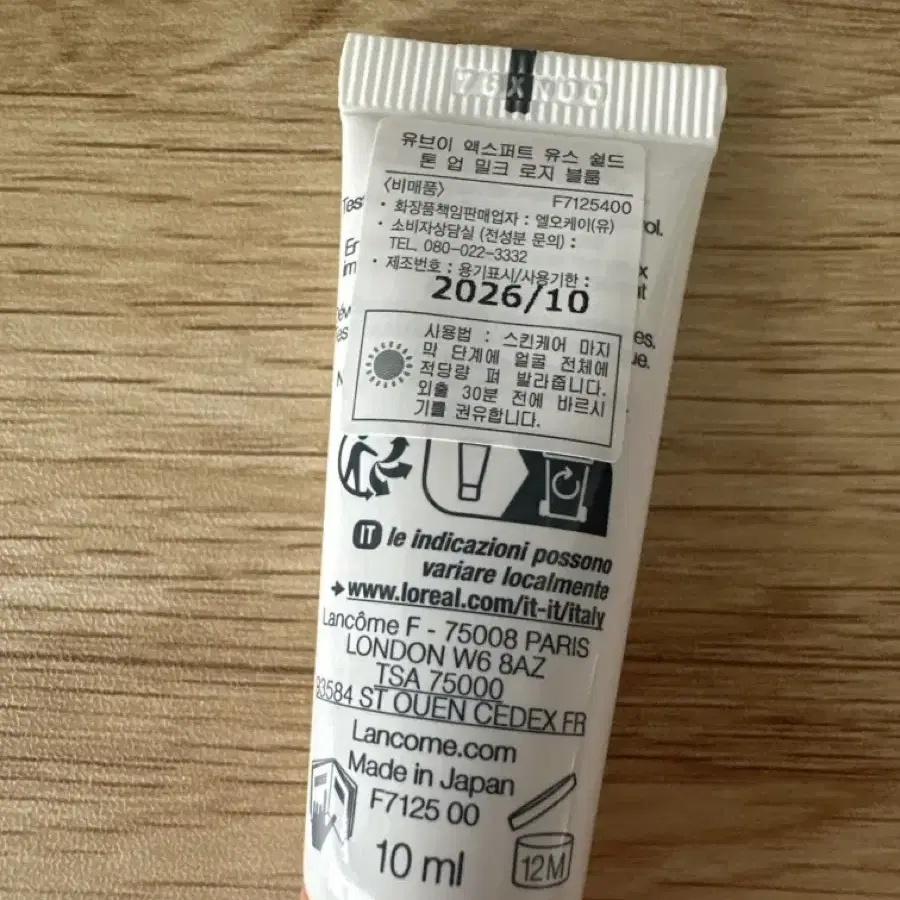 76XN00
유브이 엑스퍼트 유스 쉴드
톤 업 밀크 로지 블룸
<비매품>
F7125400
• 화장품책임판매업자 : 엘오케이(유)
• 소비자상담실 (전성분 문의) :
TEL. 080-022-3332
• 제조번호 : 용기표시/사용기한 :
2026/10
사용법 : 스킨케어 마지
막 단계에 얼굴 전체에
적당량 펴 발라줍니다.
외출 30분 전에 바르시
기를 권유합니다.
IT le indicazioni possono
variare localmente
www.loreal.com/it-it/italy
Lancôme F - 75008 PARIS
LONDON W6 8AZ
TSA 75000
93584 ST OUEN CEDEX FR
Lancome.com
Made in Japan
F7125 00
10 ml
12M